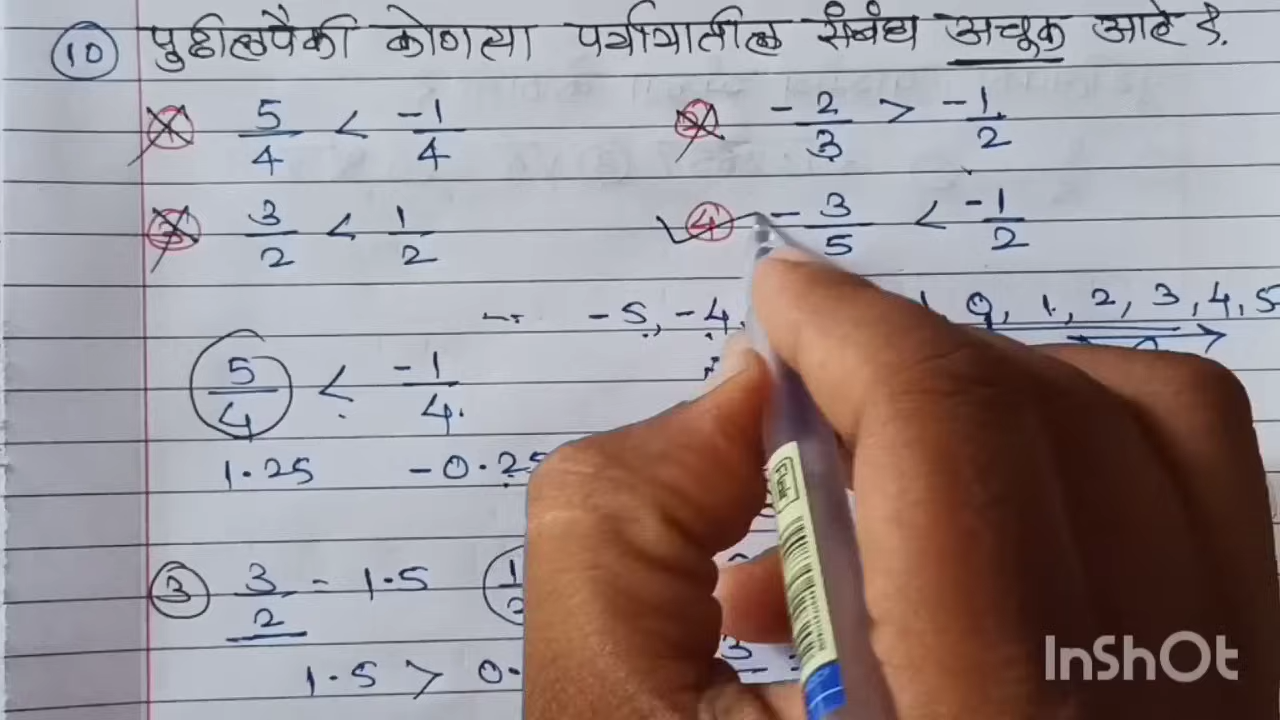 10 पुढीलपैकी कोणत्या पर्यायातील संबंध अचूक आहे ?
1 5/4 < -1/4 2 -2/3 > -1/2
3 3/2 < 1/2 4 -3/5 < -1/2
-5, -4, 0, 1, 2, 3, 4, 5
5/4 < -1/4
1.25 -0.25
3 3/2 = 1.5
1.5 > 0.
Flair
InShOt